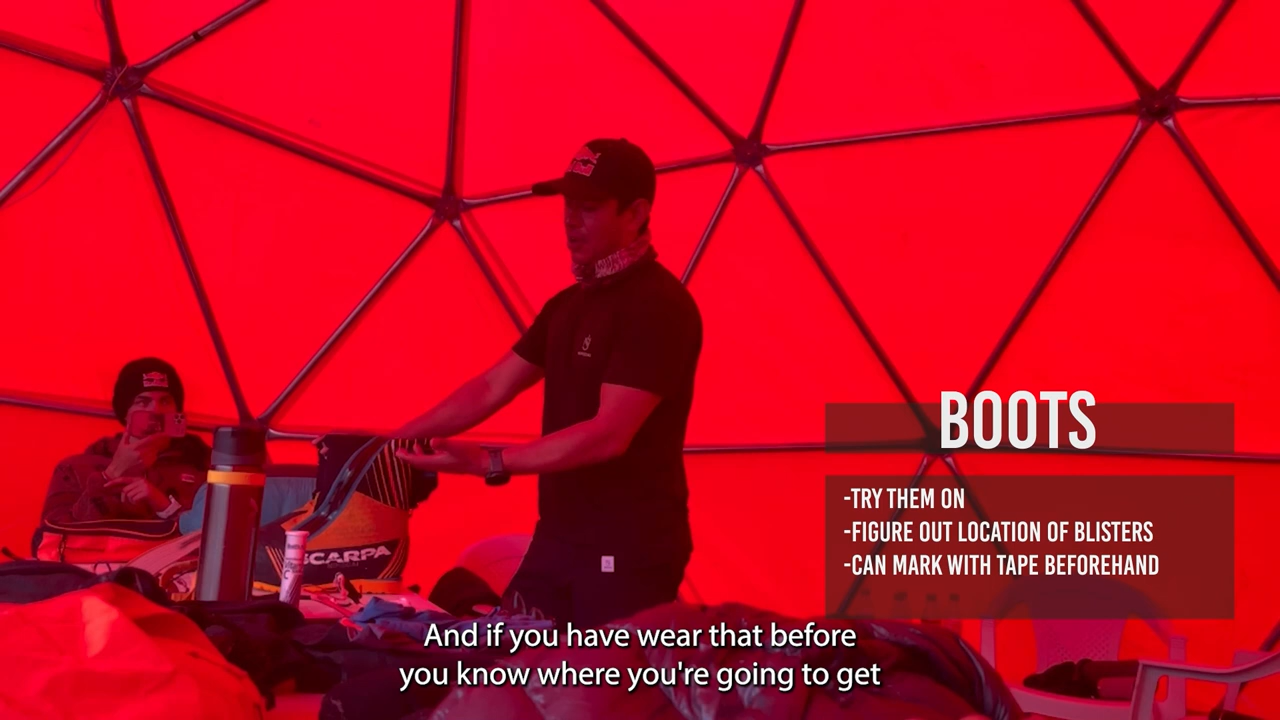 BOOTS
-TRY THEM ON
-FIGURE OUT LOCATION OF BLISTERS
-CAN MARK WITH TAPE BEFOREHAND
SCARPA
And if you have wear that before
you know where you're going to get